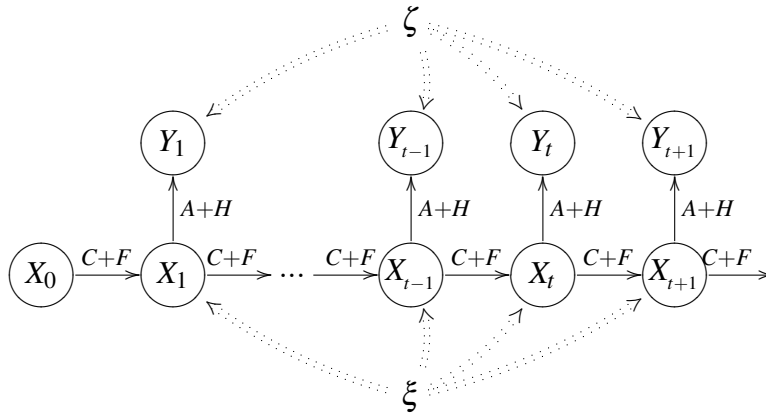 ζ
Y₁ Yₜ₋₁ Yₜ Yₜ₊₁
A+H A+H A+H A+H
C+F C+F C+F C+F C+F C+F
X₀ X₁ ... Xₜ₋₁ Xₜ Xₜ₊₁
ξ